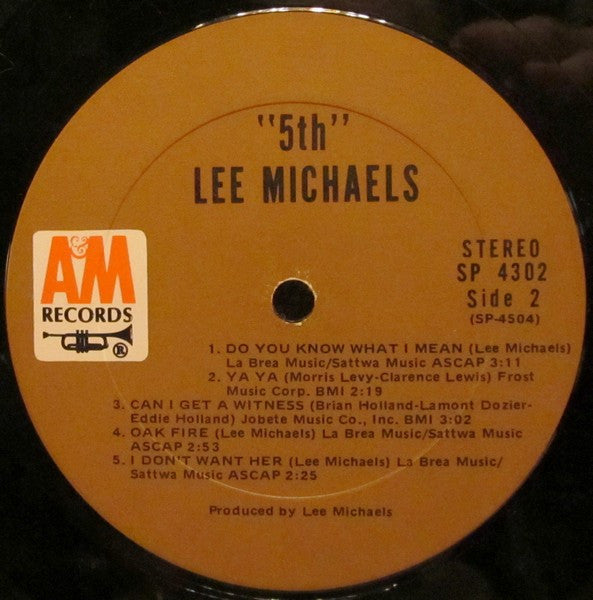 "5th"
LEE MICHAELS
A&M
RECORDS
®
STEREO
SP 4302
Side 2
(SP-4504)
1. DO YOU KNOW WHAT I MEAN (Lee Michaels)
La Brea Music/Sattwa Music ASCAP 3:11
2. YA YA (Morris Levy-Clarence Lewis) Frost
Music Corp. BMI 2:19
3. CAN I GET A WITNESS (Brian Holland-Lamont Dozier-
Eddie Holland) Jobete Music Co., Inc. BMI 3:02
4. OAK FIRE (Lee Michaels) La Brea Music/Sattwa Music
ASCAP 2:53
5. I DON'T WANT HER (Lee Michaels) La Brea Music/
Sattwa Music ASCAP 2:25
Produced by Lee Michaels